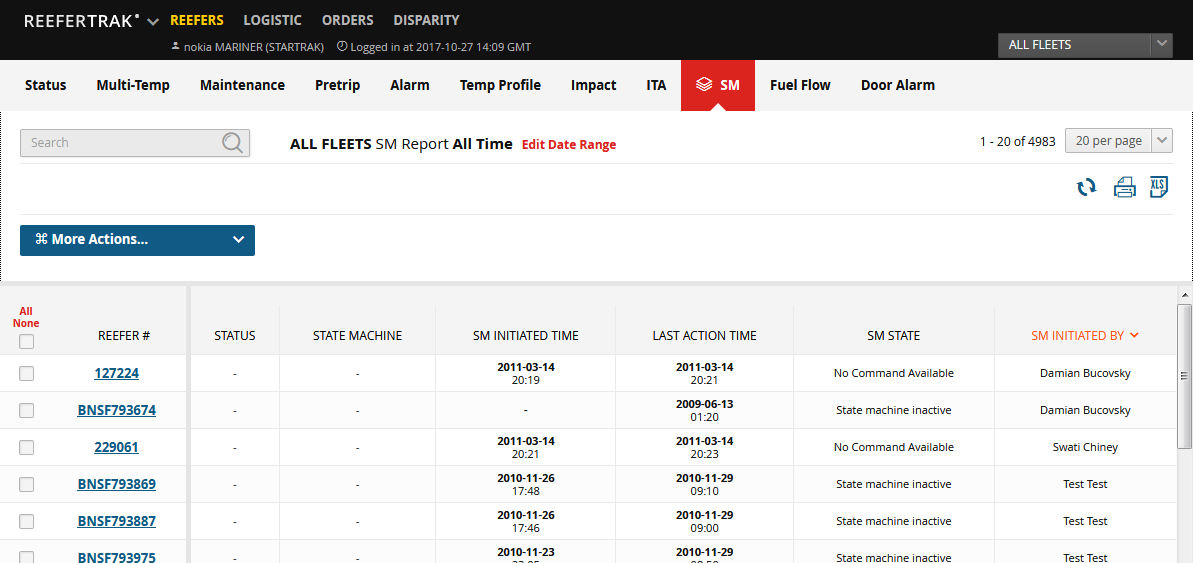 REEFERTRAK
REEFERS LOGISTIC ORDERS DISPARITY
nokia MARINER (STARTRAK) Logged in at 2017-10-27 14:09 GMT
ALL FLEETS
Status Multi-Temp Maintenance Pretrip Alarm Temp Profile Impact ITA SM Fuel Flow Door Alarm
Search
ALL FLEETS SM Report All Time Edit Date Range
1 - 20 of 4983
20 per page
XLS
⌘ More Actions...
All
None
REEFER # STATUS STATE MACHINE SM INITIATED TIME LAST ACTION TIME SM STATE SM INITIATED BY
127224 - - 2011-03-14 20:19 2011-03-14 20:21 No Command Available Damian Bucovsky
BNSF793674 - - - 2009-06-13 01:20 State machine inactive Damian Bucovsky
229061 - - 2011-03-14 20:21 2011-03-14 20:23 No Command Available Swati Chiney
BNSF793869 - - 2010-11-26 17:48 2010-11-29 09:10 State machine inactive Test Test
BNSF793887 - - 2010-11-26 17:46 2010-11-29 09:00 State machine inactive Test Test
BNSF793975 - - 2010-11-23 2010-11-29 State machine inactive Test Test